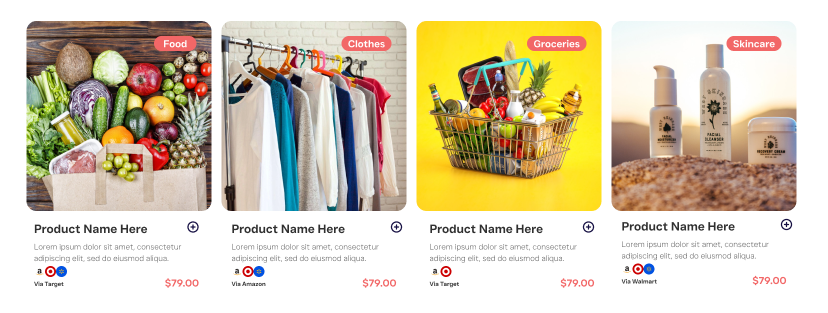 Food
Product Name Here
Lorem ipsum dolor sit amet, consectetur
adipiscing elit, sed do eiusmod aliqua.
Via Target
$79.00
Clothes
Product Name Here
Lorem ipsum dolor sit amet, consectetur
adipiscing elit, sed do eiusmod aliqua.
Via Amazon
$79.00
Groceries
Product Name Here
Lorem ipsum dolor sit amet, consectetur
adipiscing elit, sed do eiusmod aliqua.
Via Target
$79.00
Skincare
FACIAL
CLEANSER
RECOVERY CREAM
Product Name Here
Lorem ipsum dolor sit amet, consectetur
adipiscing elit, sed do eiusmod aliqua.
Via Walmart
$79.00